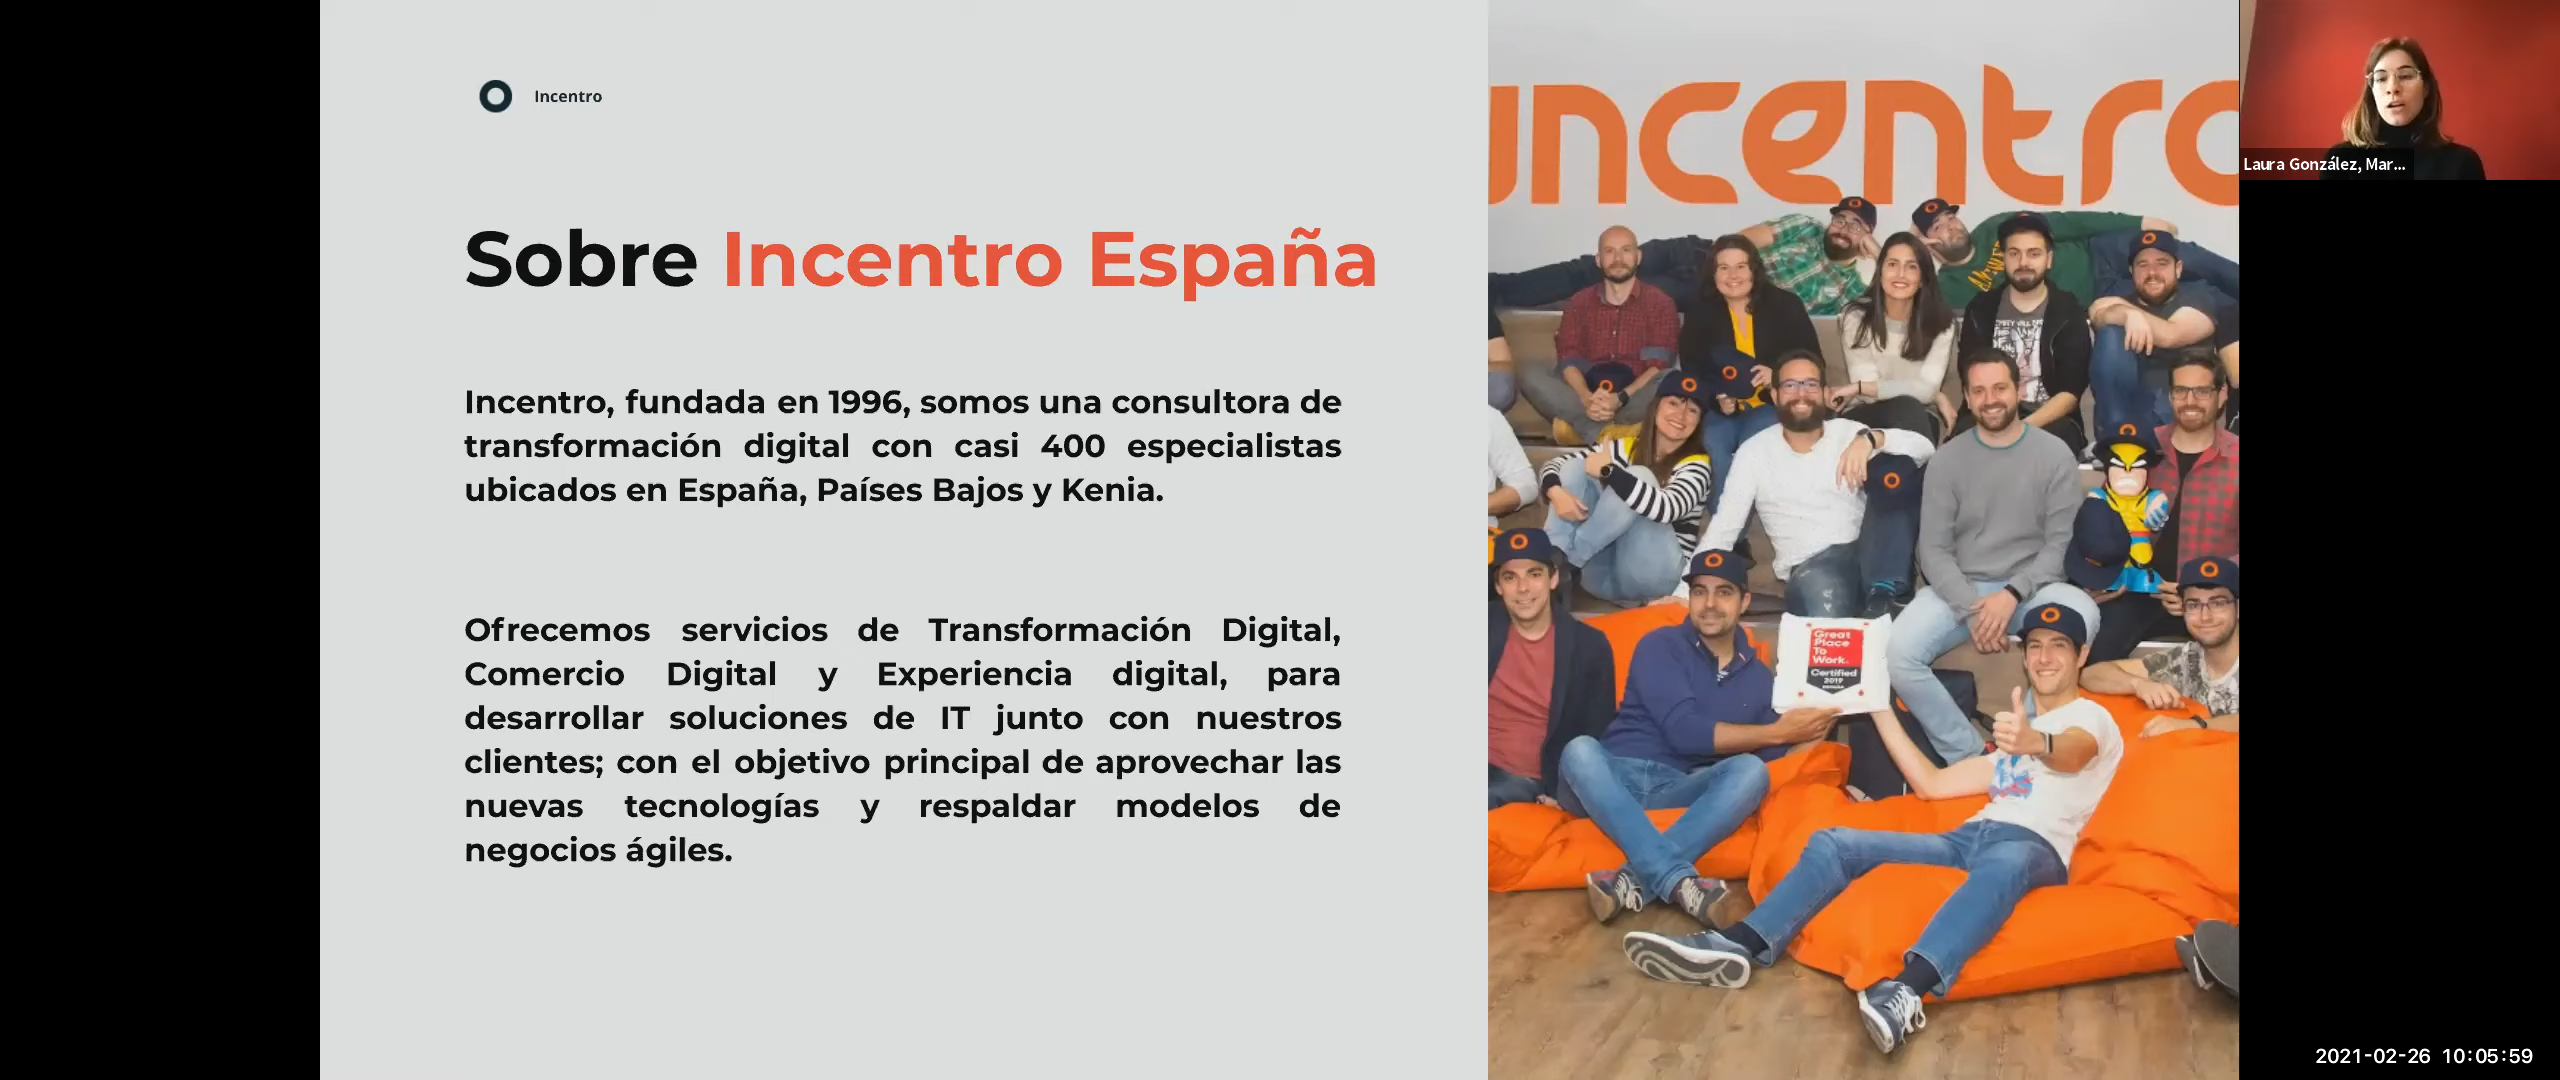 Incentro
Sobre Incentro España
Incentro, fundada en 1996, somos una consultora de
transformación digital con casi 400 especialistas
ubicados en España, Países Bajos y Kenia.
Ofrecemos servicios de Transformación Digital,
Comercio Digital y Experiencia digital, para
desarrollar soluciones de IT junto con nuestros
clientes; con el objetivo principal de aprovechar las
nuevas tecnologías y respaldar modelos de
negocios ágiles.
incentro
Great
Place
To
Work.
Certified
2019
Laura González, Mar...
2021-02-26 10:05:59